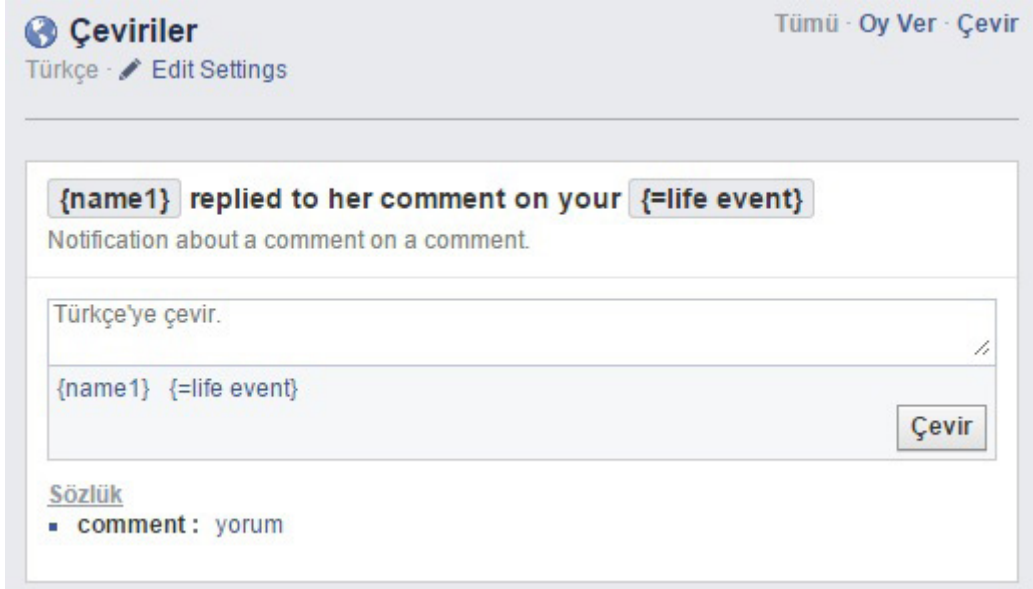 Çeviriler
Tümü · Oy Ver · Çevir
Türkçe · Edit Settings
{name1} replied to her comment on your {=life event}
Notification about a comment on a comment.
Türkçe'ye çevir.
{name1} {=life event}
Çevir
Sözlük
comment : yorum